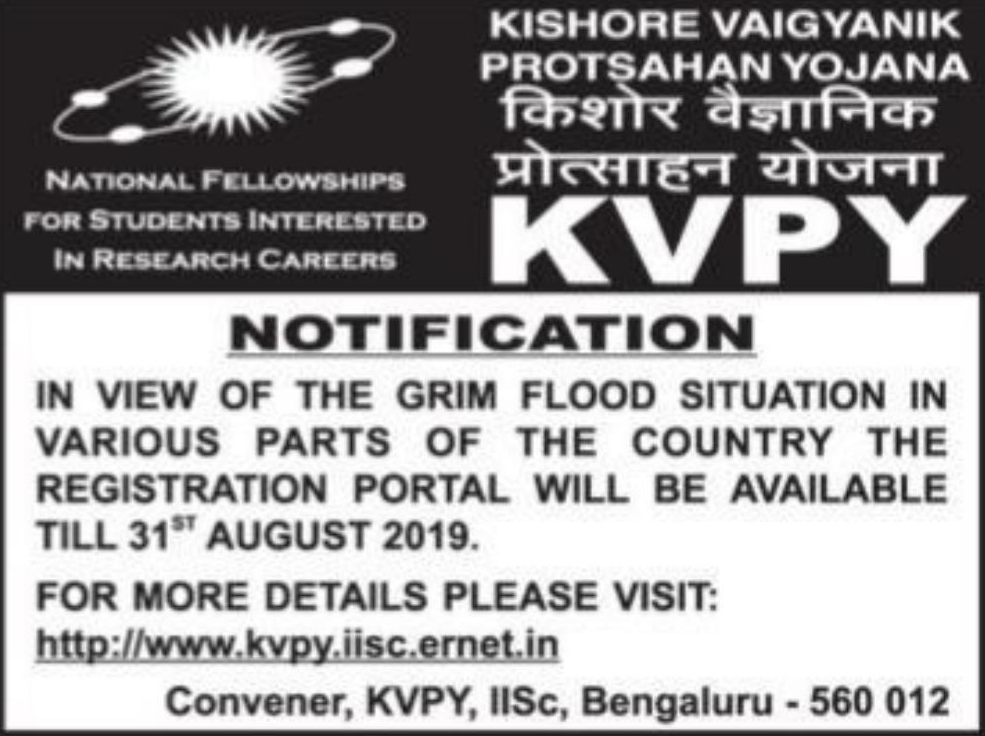 NATIONAL FELLOWSHIPS
FOR STUDENTS INTERESTED
IN RESEARCH CAREERS
KISHORE VAIGYANIK
PROTSAHAN YOJANA
किशोर वैज्ञानिक
प्रोत्साहन योजना
KVPY
NOTIFICATION
IN VIEW OF THE GRIM FLOOD SITUATION IN
VARIOUS PARTS OF THE COUNTRY THE
REGISTRATION PORTAL WILL BE AVAILABLE
TILL 31ST AUGUST 2019.
FOR MORE DETAILS PLEASE VISIT:
http://www.kvpy.iisc.ernet.in
Convener, KVPY, IISc, Bengaluru - 560 012